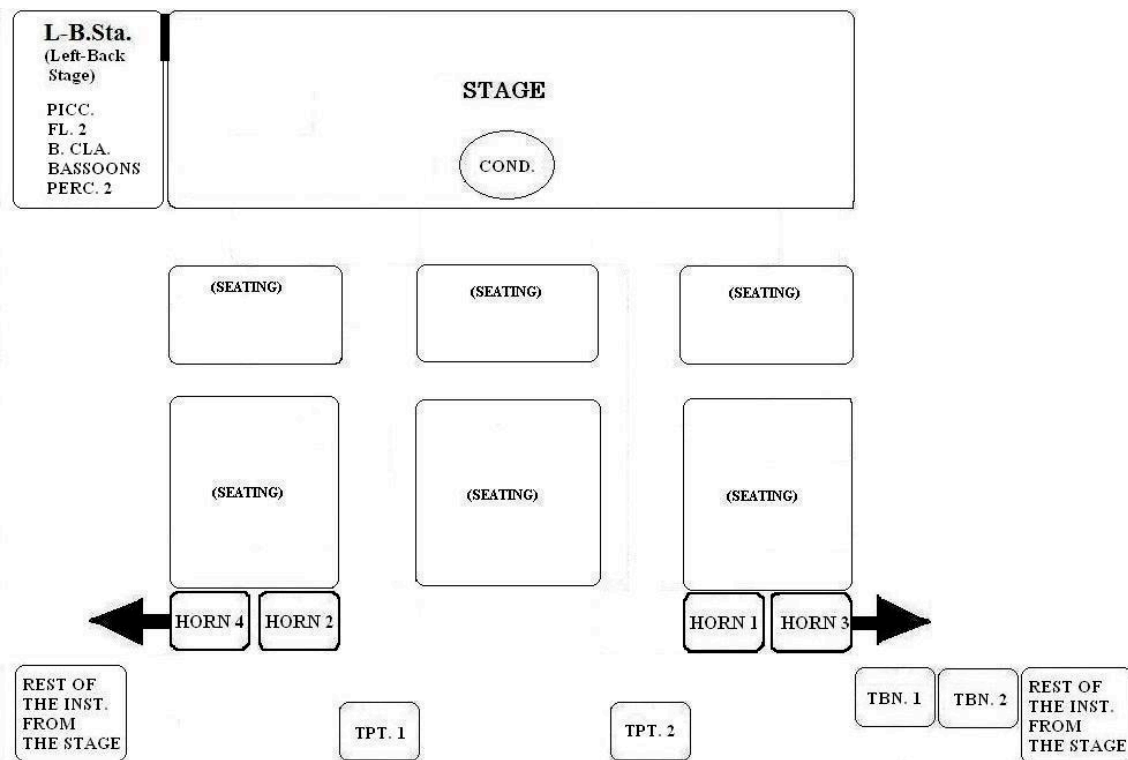 L-B.Sta.
(Left-Back
Stage)
PICC.
FL. 2
B. CLA.
BASSOONS
PERC. 2
STAGE
COND.
(SEATING)
(SEATING)
(SEATING)
(SEATING)
(SEATING)
(SEATING)
HORN 4
HORN 2
HORN 1
HORN 3
REST OF
THE INST.
FROM
THE STAGE
TPT. 1
TPT. 2
TBN. 1
TBN. 2
REST OF
THE INST.
FROM
THE STAGE